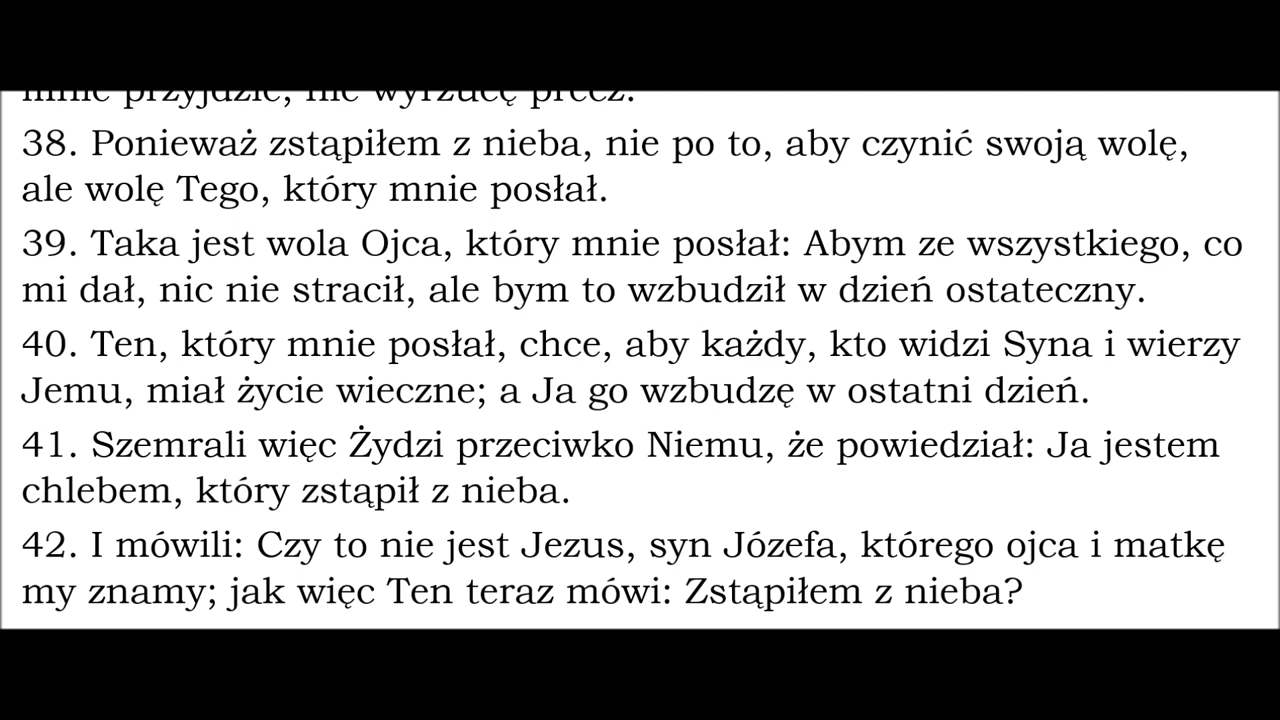 mnie przyjdzie, nie wyrzucę precz.
38. Ponieważ zstąpiłem z nieba, nie po to, aby czynić swoją wolę,
ale wolę Tego, który mnie posłał.
39. Taka jest wola Ojca, który mnie posłał: Abym ze wszystkiego, co
mi dał, nic nie stracił, ale bym to wzbudził w dzień ostateczny.
40. Ten, który mnie posłał, chce, aby każdy, kto widzi Syna i wierzy
Jemu, miał życie wieczne; a Ja go wzbudzę w ostatni dzień.
41. Szemrali więc Żydzi przeciwko Niemu, że powiedział: Ja jestem
chlebem, który zstąpił z nieba.
42. I mówili: Czy to nie jest Jezus, syn Józefa, którego ojca i matkę
my znamy; jak więc Ten teraz mówi: Zstąpiłem z nieba?